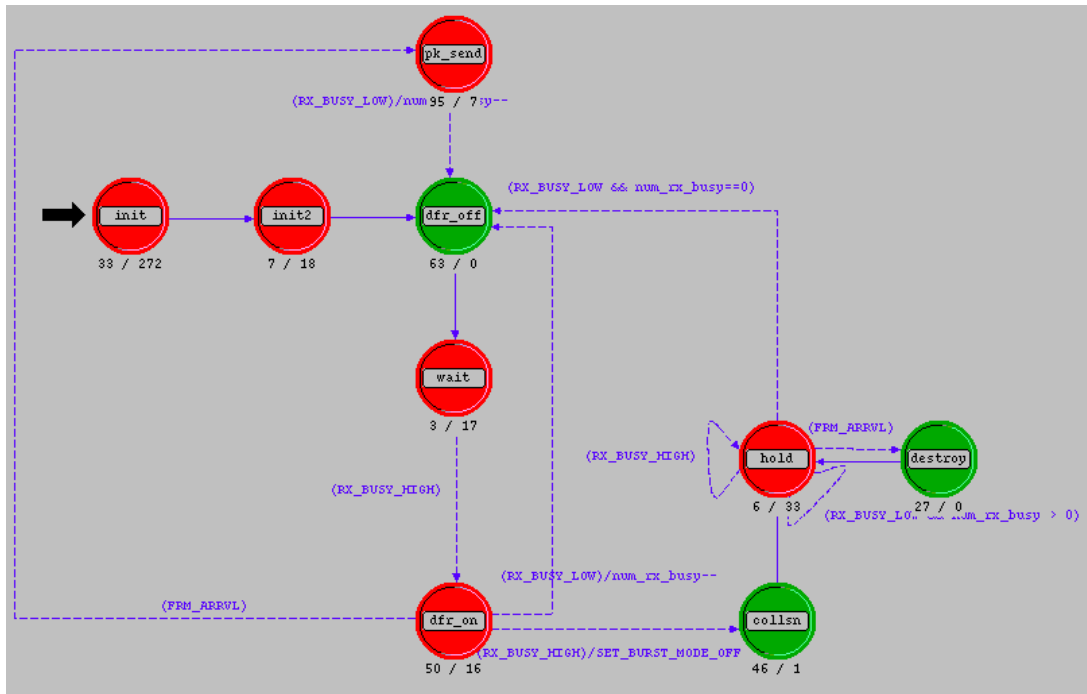 pk_send
95 / 7
(RX_BUSY_LOW)/num sy--
(RX_BUSY_LOW && num_rx_busy==0)
init
init2
dfr_off
33 / 272
7 / 18
63 / 0
wait
3 / 17
(FRM_ARRVL)
(RX_BUSY_HIGH)
hold
destroy
6 / 33
27 / 0
(RX_BUSY_LOW && num_rx_busy > 0)
(RX_BUSY_HIGH)
(RX_BUSY_LOW)/num_rx_busy--
(FRM_ARRVL)
dfr_on
collsn
50 / 16
(RX_BUSY_HIGH)/SET_BURST_MODE_OFF
46 / 1